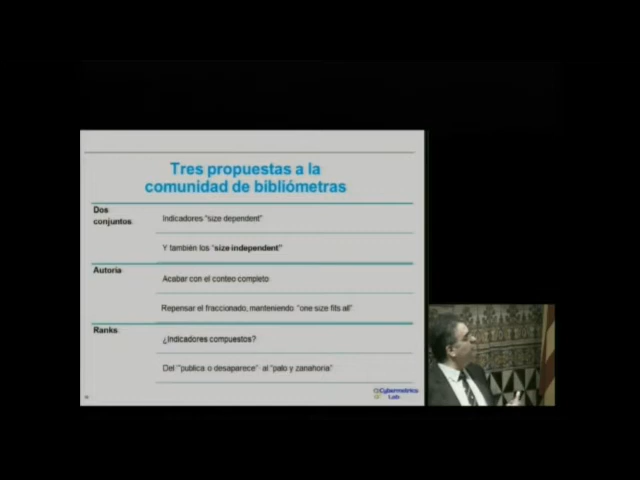 Tres propuestas a la
comunidad de bibliómetras
Dos
conjuntos
Indicadores "size dependent"
Y también los "size independent"
Autoría
Acabar con el conteo completo
Repensar el fraccionado, manteniendo "one size fits all"
Ranks
¿Indicadores compuestos?
Del "publica o desaparece" al "palo y zanahoria"
Cybermetrics
Lab